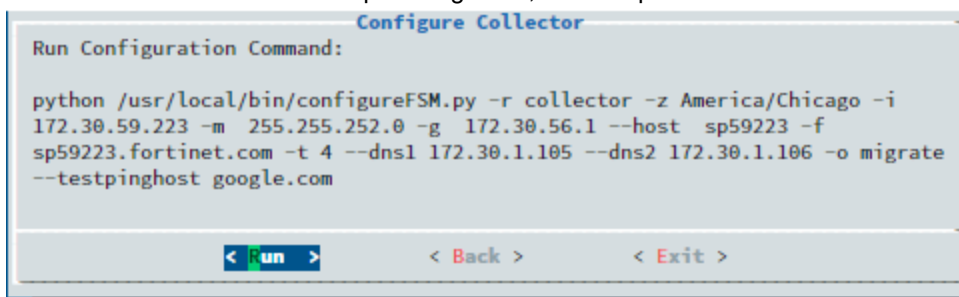 Configure Collector
Run Configuration Command:
python /usr/local/bin/configureFSM.py -r collector -z America/Chicago -i
172.30.59.223 -m  255.255.252.0 -g  172.30.56.1 --host  sp59223 -f
sp59223.fortinet.com -t 4 --dns1 172.30.1.105 --dns2 172.30.1.106 -o migrate
--testpinghost google.com
< Run > < Back > < Exit >